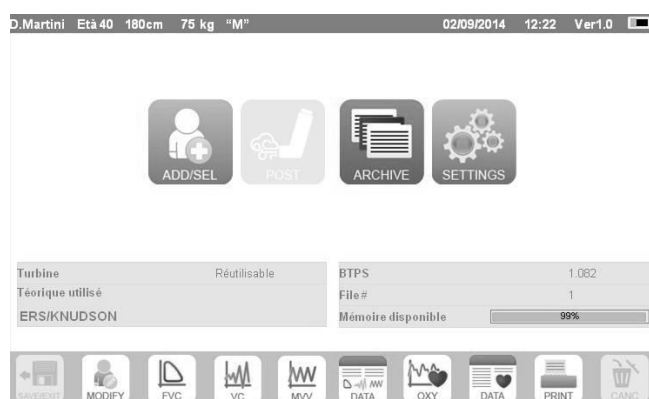 D.Martini Età 40 180cm 75 kg “M” 02/09/2014 12:22 Ver1.0
ADD/SEL POST ARCHIVE SETTINGS
Turbine Réutilisable BTPS 1.082
Téorique utilisé File# 1
ERS/KNUDSON Mémoire disponible 99%
SAVE/EXIT MODIFY FVC VC MVV DATA OXY DATA PRINT CANC